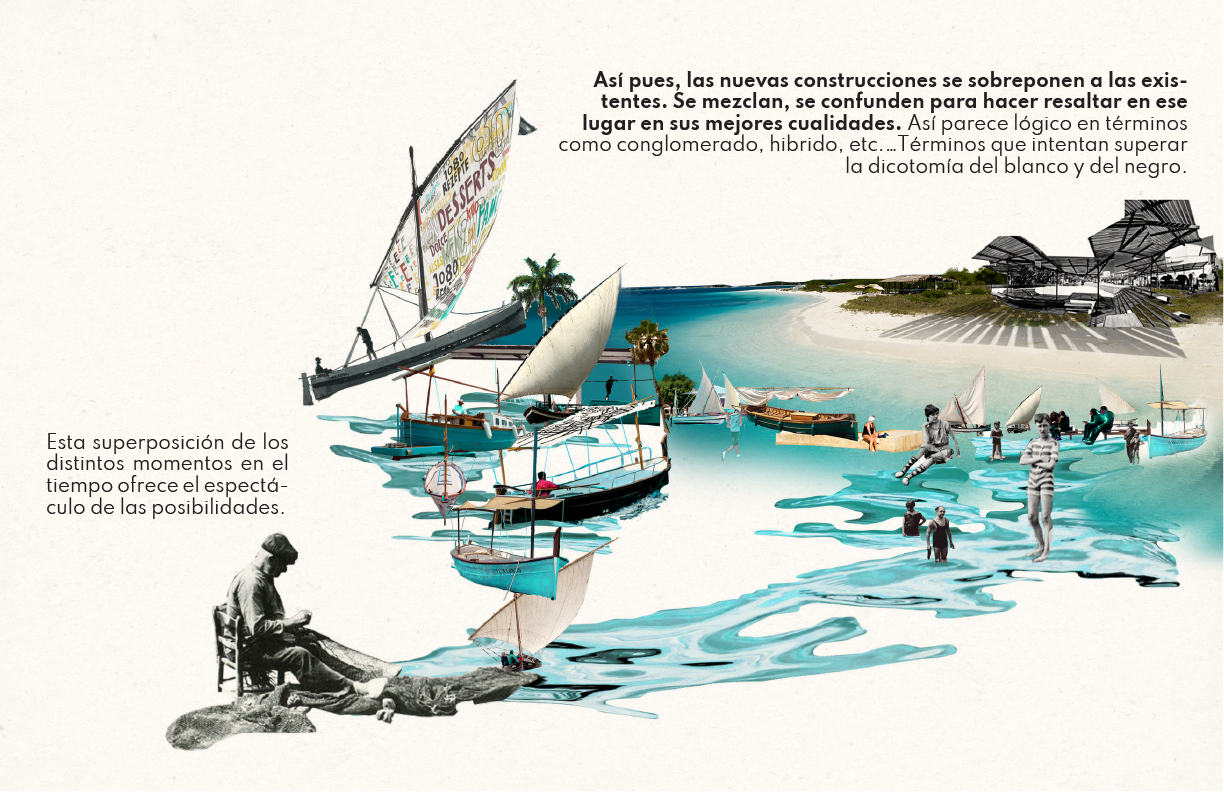 Así pues, las nuevas construcciones se sobreponen a las exis-
tentes. Se mezclan, se confunden para hacer resaltar en ese
lugar en sus mejores cualidades. Así parece lógico en términos
como conglomerado, hibrido, etc. ...Términos que intentan superar
la dicotomía del blanco y del negro.
1080
REZEPTE
DESSERTS
DOLCE
1080
Esta superposición de los
distintos momentos en el
tiempo ofrece el espectá-
culo de las posibilidades.